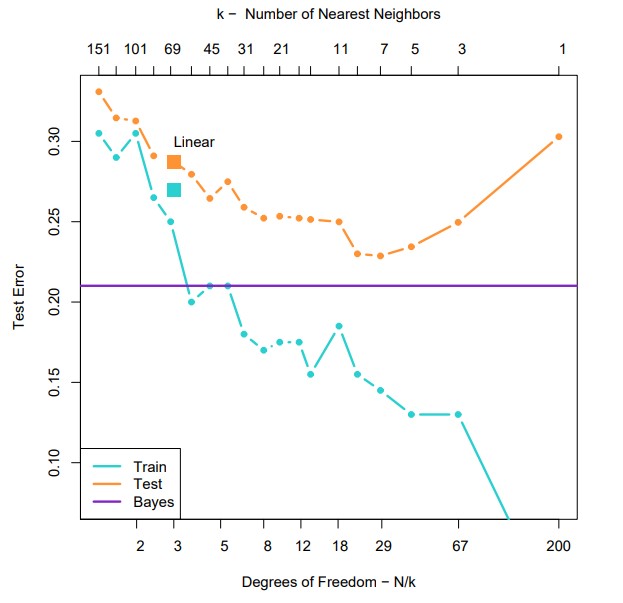 k − Number of Nearest Neighbors
151 101 69 45 31 21 11 7 5 3 1
Linear
0.30
0.25
0.20
0.15
0.10
Test Error
Train
Test
Bayes
2 3 5 8 12 18 29 67 200
Degrees of Freedom − N/k